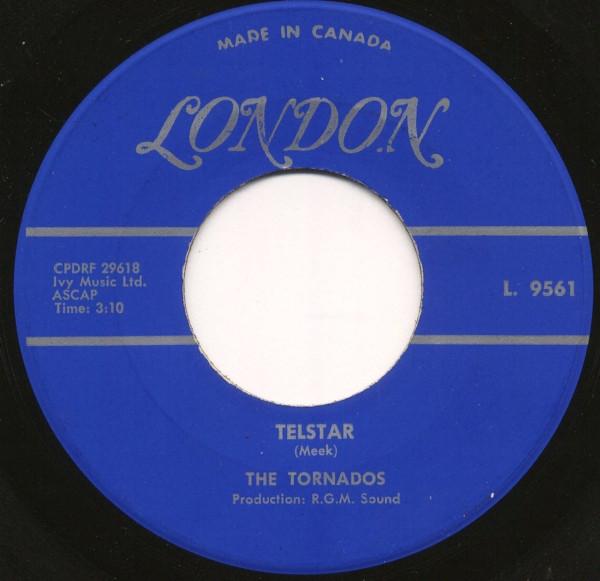 MADE IN CANADA
LONDON
CPDRF 29618
Ivy Music Ltd.
ASCAP
Time: 3:10
L. 9561
TELSTAR
(Meek)
THE TORNADOS
Production: R.G.M. Sound